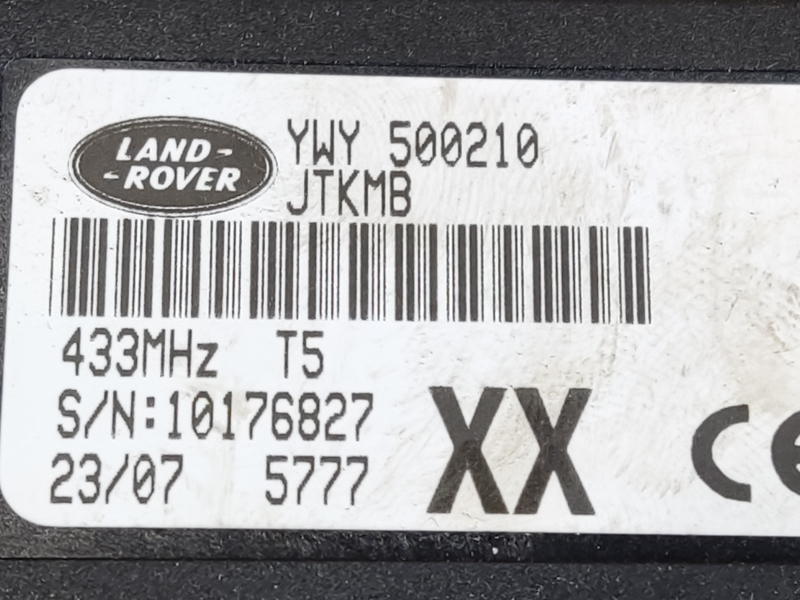 LAND-
-ROVER
YWY 500210
JTKMB
433MHz T5
S/N:10176827
23/07 5777
XX
CE